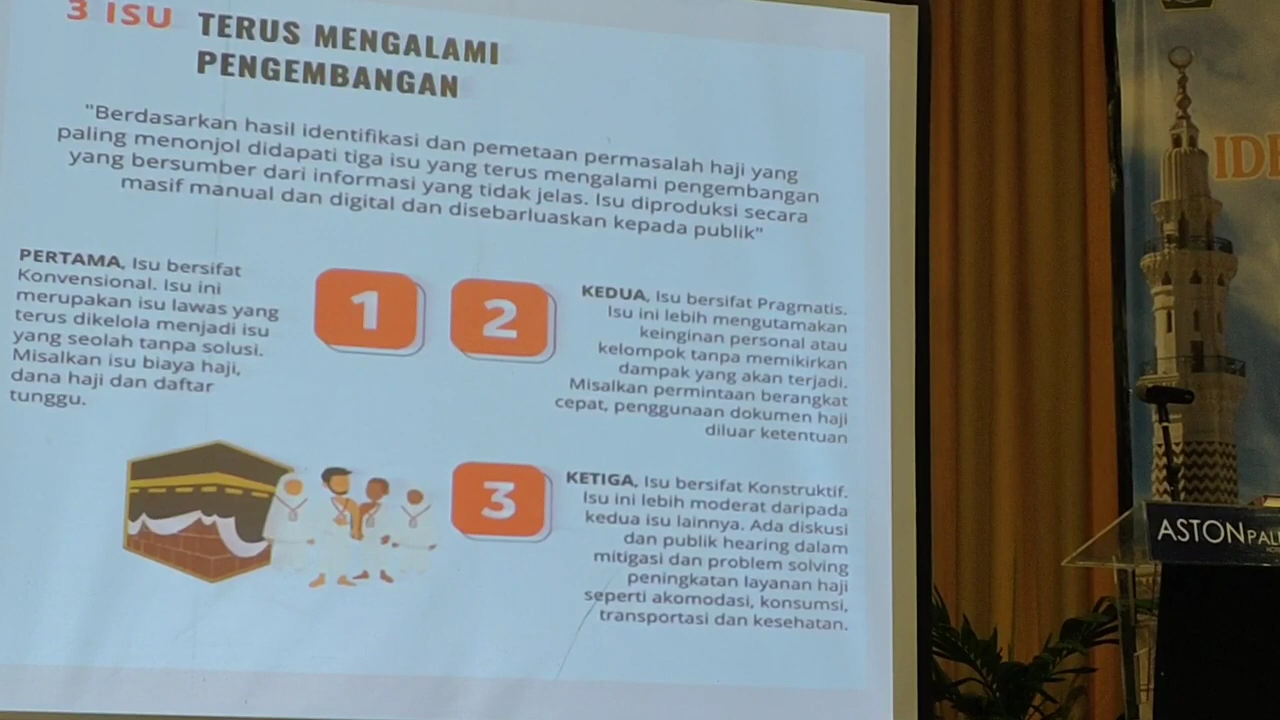 3 ISU TERUS MENGALAMI
PENGEMBANGAN
"Berdasarkan hasil identifikasi dan pemetaan permasalah haji yang
paling menonjol didapati tiga isu yang terus mengalami pengembangan
yang bersumber dari informasi yang tidak jelas. Isu diproduksi secara
masif manual dan digital dan disebarluaskan kepada publik"
PERTAMA, Isu bersifat
Konvensional. Isu ini
merupakan isu lawas yang
terus dikelola menjadi isu
yang seolah tanpa solusi.
Misalkan isu biaya haji,
dana haji dan daftar
tunggu.
1
2
KEDUA, Isu bersifat Pragmatis.
Isu ini lebih mengutamakan
keinginan personal atau
kelompok tanpa memikirkan
dampak yang akan terjadi.
Misalkan permintaan berangkat
cepat, penggunaan dokumen haji
diluar ketentuan
3
KETIGA, Isu bersifat Konstruktif.
Isu ini lebih moderat daripada
kedua isu lainnya. Ada diskusi
dan publik hearing dalam
mitigasi dan problem solving
peningkatan layanan haji
seperti akomodasi, konsumsi,
transportasi dan kesehatan.
IDE
ASTON PAL